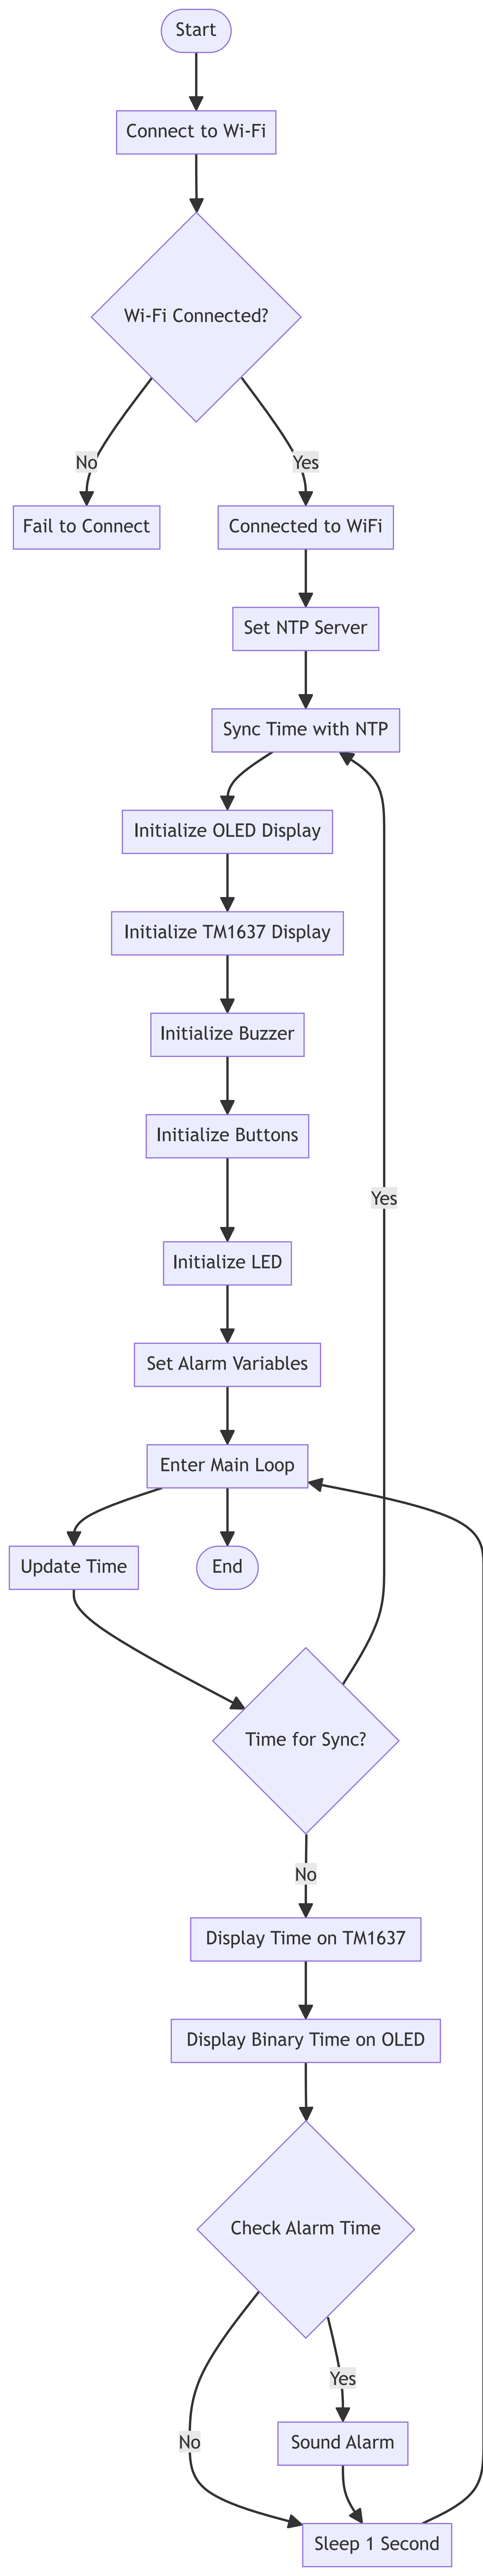 Start
Connect to Wi-Fi
Wi-Fi Connected?
No
Yes
Fail to Connect
Connected to WiFi
Set NTP Server
Sync Time with NTP
Initialize OLED Display
Initialize TM1637 Display
Initialize Buzzer
Initialize Buttons
Yes
Initialize LED
Set Alarm Variables
Enter Main Loop
Update Time
End
Time for Sync?
No
Display Time on TM1637
Display Binary Time on OLED
Check Alarm Time
Yes
No
Sound Alarm
Sleep 1 Second